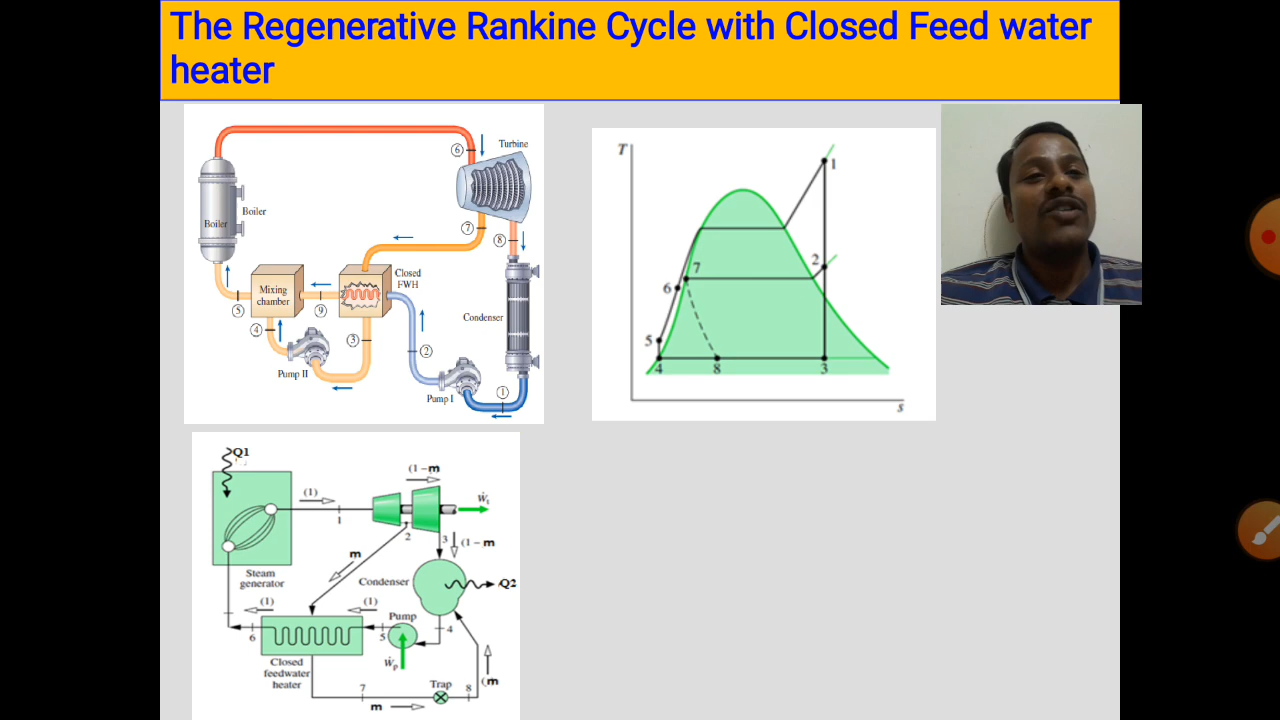 The Regenerative Rankine Cycle with Closed Feed water
heater
6
Turbine
Boiler
Boiler
7
8
Closed
FWH
Mixing
chamber
Condenser
5
9
4
3
2
Pump II
Pump I
1
T
1
2
7
6
5
4
8
3
s
Q1
(1-m
(1)
Ẇt
1
2
3
(1-m
m
Steam
generator
Condenser
Q2
(1)
(1)
Pump
6
5
4
Closed
feedwater
heater
Ẇp
7
Trap
8
(m
m